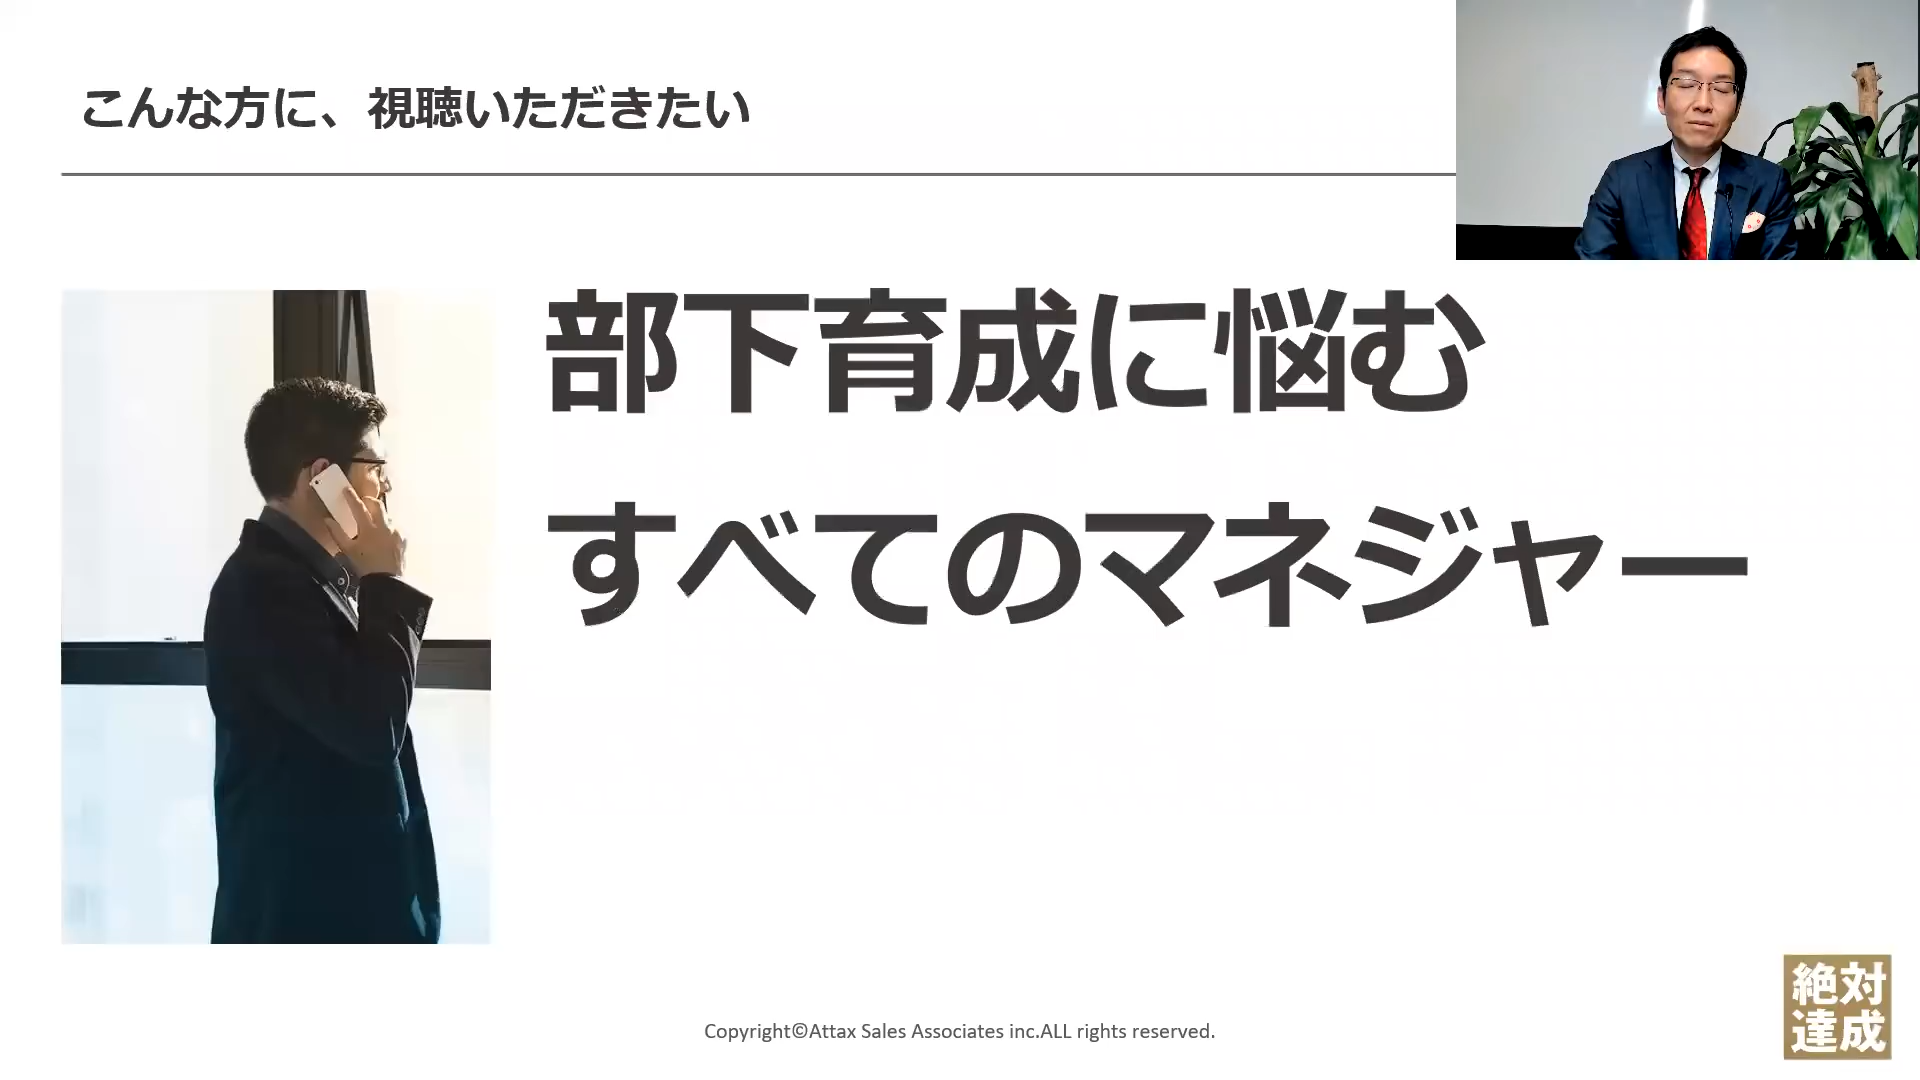 こんな方に、視聴いただきたい
部下育成に悩む
すべてのマネジャー
絶対
達成
Copyright©Attax Sales Associates inc.ALL rights reserved.